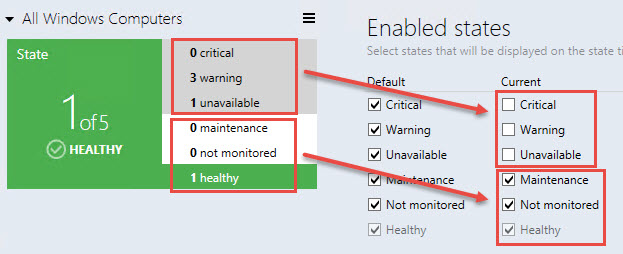 All Windows Computers
State
1 of 5
HEALTHY
0 critical
3 warning
1 unavailable
0 maintenance
0 not monitored
1 healthy
Enabled states
Select states that will be displayed on the state ti
Default
Critical
Warning
Unavailable
Maintenance
Not monitored
Healthy
Current
Critical
Warning
Unavailable
Maintenance
Not monitored
Healthy